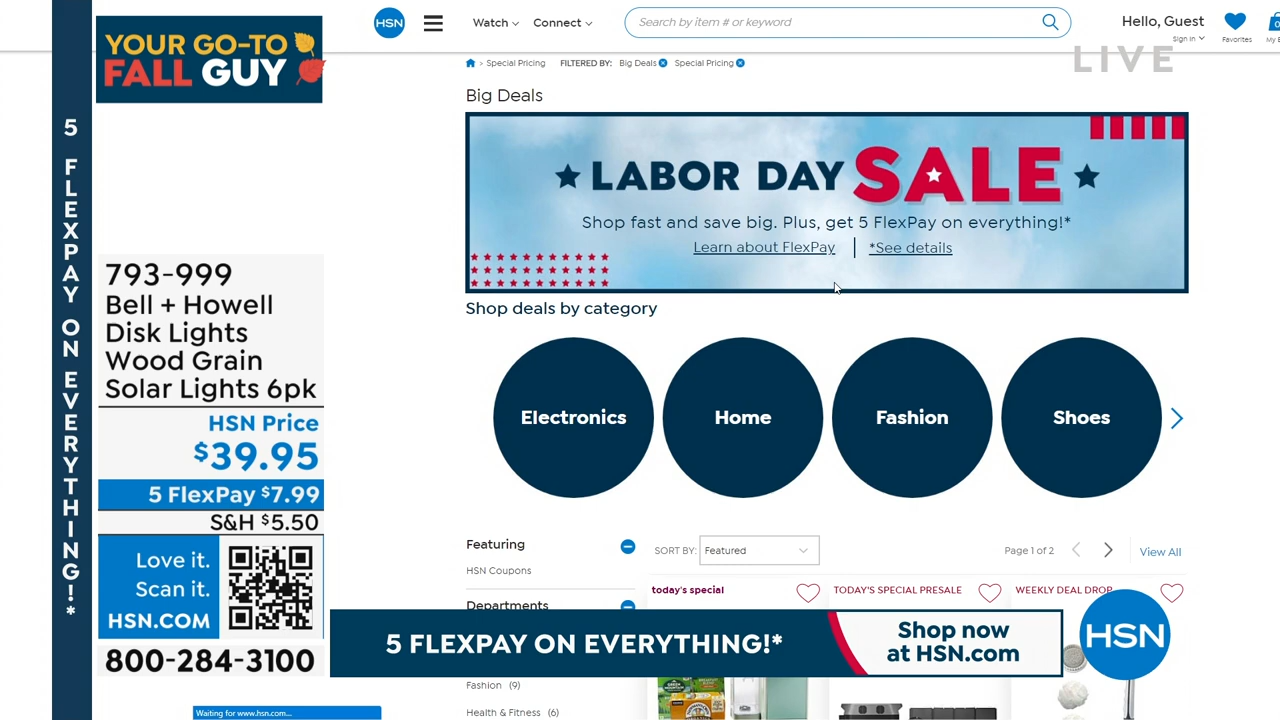 YOUR GO-TO
FALL GUY
5 FLEXPAY ON EVERYTHING!*
793-999
Bell + Howell
Disk Lights
Wood Grain
Solar Lights 6pk
HSN Price
$39.95
5 FlexPay $7.99
S&H $5.50
Love it.
Scan it.
HSN.COM
800-284-3100
HSN
Watch
Connect
Search by item # or keyword
Hello, Guest
Sign In
Favorites
LIVE
> Special Pricing
FILTERED BY: Big Deals Special Pricing
Big Deals
LABOR DAY SALE
Shop fast and save big. Plus, get 5 FlexPay on everything!*
Learn about FlexPay | *See details
Shop deals by category
Electronics
Home
Fashion
Shoes
Featuring
HSN Coupons
Departments
SORT BY: Featured
Page 1 of 2
View All
today's special
TODAY'S SPECIAL PRESALE
WEEKLY DEAL DROP
5 FLEXPAY ON EVERYTHING!*
Shop now
at HSN.com
HSN
Fashion (9)
Health & Fitness (6)
Waiting for www.hsn.com...